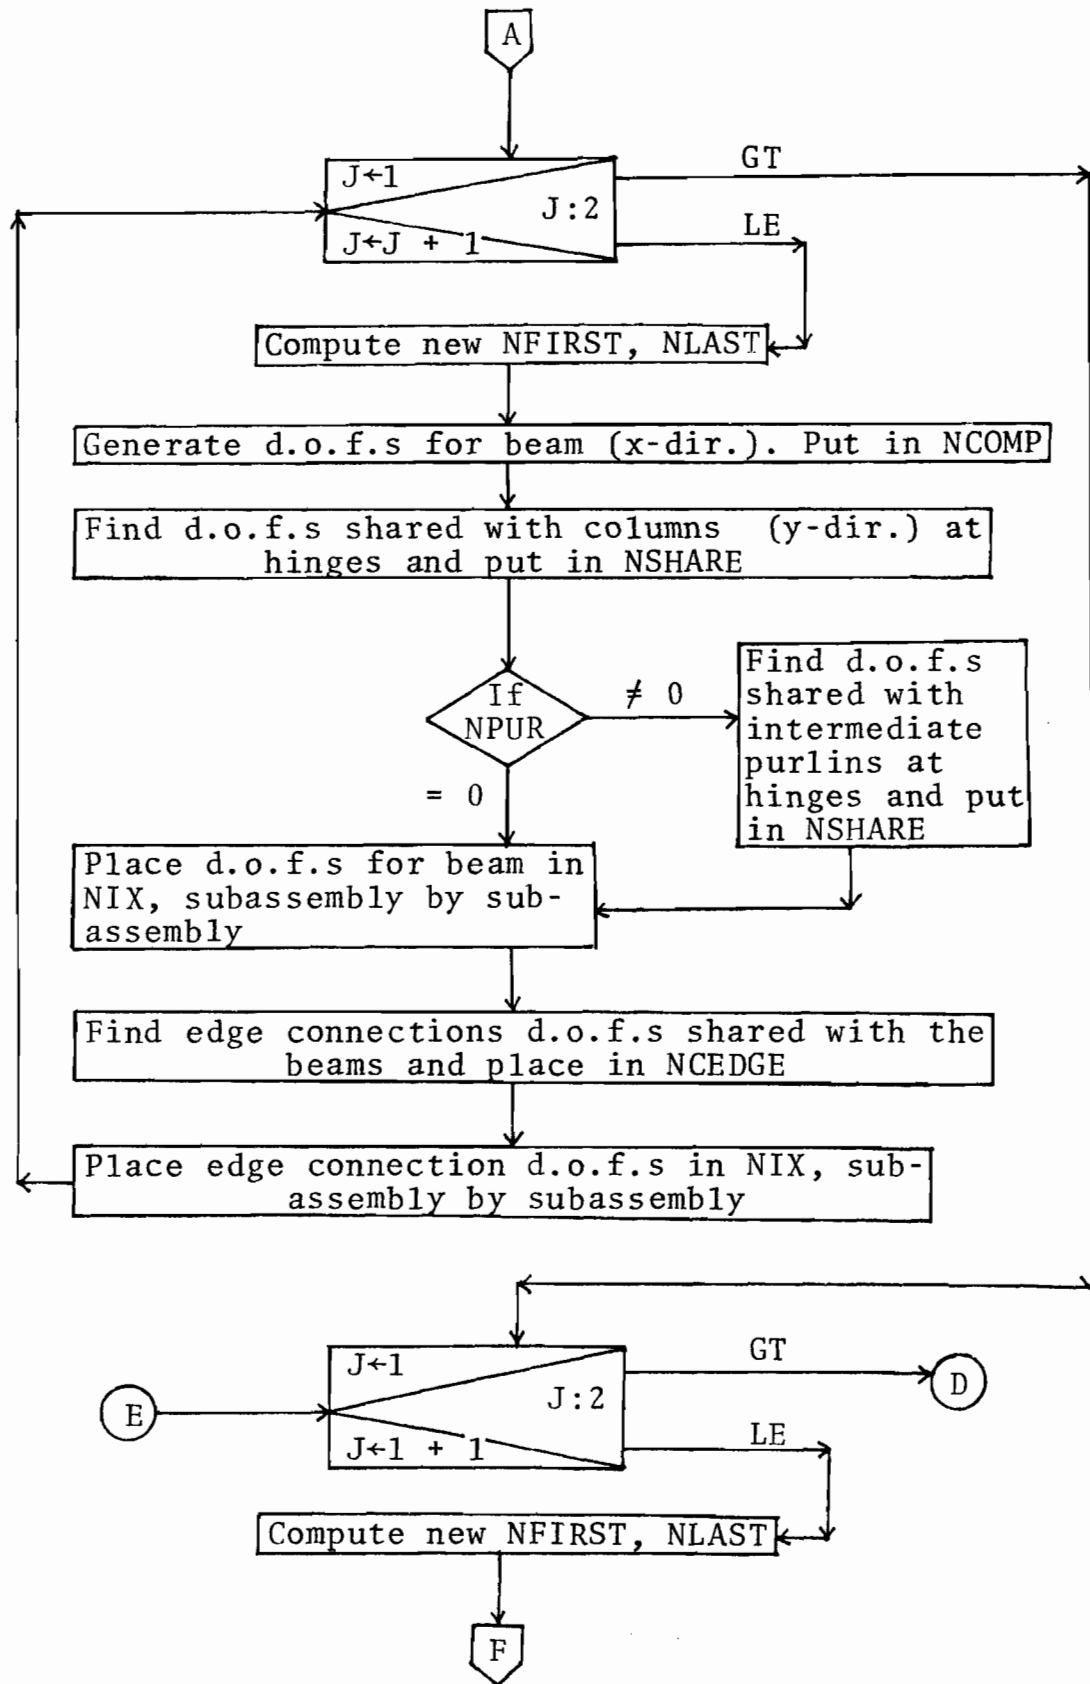 A
J←1
GT
J:2
LE
J←J + 1
Compute new NFIRST, NLAST
Generate d.o.f.s for beam (x-dir.). Put in NCOMP
Find d.o.f.s shared with columns (y-dir.) at
hinges and put in NSHARE
If
NPUR
≠ 0
= 0
Find d.o.f.s
shared with
intermediate
purlins at
hinges and put
in NSHARE
Place d.o.f.s for beam in
NIX, subassembly by sub-
assembly
Find edge connections d.o.f.s shared with the
beams and place in NCEDGE
Place edge connection d.o.f.s in NIX, sub-
assembly by subassembly
J←1
GT
D
J:2
E
LE
J←1 + 1
Compute new NFIRST, NLAST
F